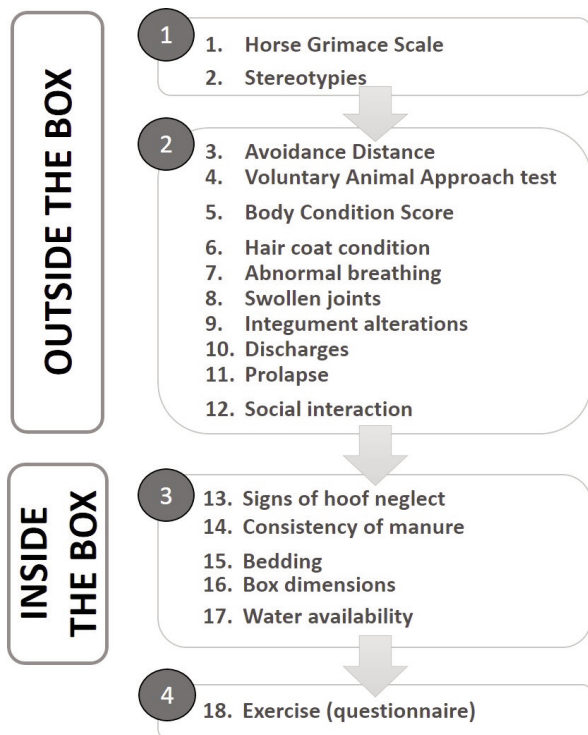 OUTSIDE THE BOX
1
1. Horse Grimace Scale
2. Stereotypies
2
3. Avoidance Distance
4. Voluntary Animal Approach test
5. Body Condition Score
6. Hair coat condition
7. Abnormal breathing
8. Swollen joints
9. Integument alterations
10. Discharges
11. Prolapse
12. Social interaction
INSIDE
THE BOX
3
13. Signs of hoof neglect
14. Consistency of manure
15. Bedding
16. Box dimensions
17. Water availability
4
18. Exercise (questionnaire)